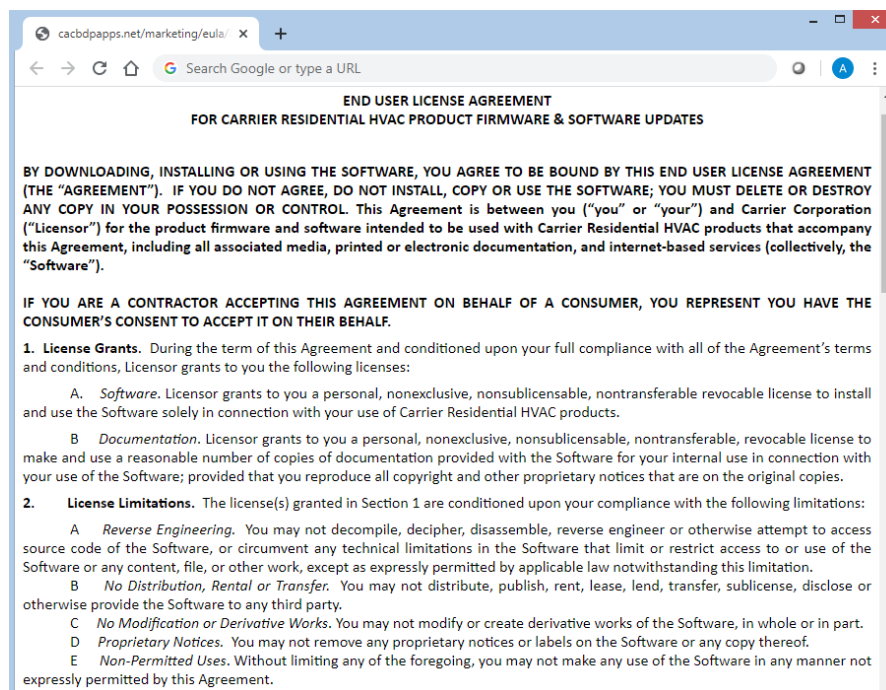 cacbdpapps.net/marketing/eula/
Search Google or type a URL
A
END USER LICENSE AGREEMENT
FOR CARRIER RESIDENTIAL HVAC PRODUCT FIRMWARE & SOFTWARE UPDATES
BY DOWNLOADING, INSTALLING OR USING THE SOFTWARE, YOU AGREE TO BE BOUND BY THIS END USER LICENSE AGREEMENT
(THE “AGREEMENT”). IF YOU DO NOT AGREE, DO NOT INSTALL, COPY OR USE THE SOFTWARE; YOU MUST DELETE OR DESTROY
ANY COPY IN YOUR POSSESSION OR CONTROL. This Agreement is between you (“you” or “your”) and Carrier Corporation
(“Licensor”) for the product firmware and software intended to be used with Carrier Residential HVAC products that accompany
this Agreement, including all associated media, printed or electronic documentation, and internet-based services (collectively, the
“Software”).
IF YOU ARE A CONTRACTOR ACCEPTING THIS AGREEMENT ON BEHALF OF A CONSUMER, YOU REPRESENT YOU HAVE THE
CONSUMER’S CONSENT TO ACCEPT IT ON THEIR BEHALF.
1. License Grants. During the term of this Agreement and conditioned upon your full compliance with all of the Agreement’s terms
and conditions, Licensor grants to you the following licenses:
A. Software. Licensor grants to you a personal, nonexclusive, nonsublicensable, nontransferable revocable license to install
and use the Software solely in connection with your use of Carrier Residential HVAC products.
B Documentation. Licensor grants to you a personal, nonexclusive, nonsublicensable, nontransferable, revocable license to
make and use a reasonable number of copies of documentation provided with the Software for your internal use in connection with
your use of the Software; provided that you reproduce all copyright and other proprietary notices that are on the original copies.
2. License Limitations. The license(s) granted in Section 1 are conditioned upon your compliance with the following limitations:
A Reverse Engineering. You may not decompile, decipher, disassemble, reverse engineer or otherwise attempt to access
source code of the Software, or circumvent any technical limitations in the Software that limit or restrict access to or use of the
Software or any content, file, or other work, except as expressly permitted by applicable law notwithstanding this limitation.
B No Distribution, Rental or Transfer. You may not distribute, publish, rent, lease, lend, transfer, sublicense, disclose or
otherwise provide the Software to any third party.
C No Modification or Derivative Works. You may not modify or create derivative works of the Software, in whole or in part.
D Proprietary Notices. You may not remove any proprietary notices or labels on the Software or any copy thereof.
E Non-Permitted Uses. Without limiting any of the foregoing, you may not make any use of the Software in any manner not
expressly permitted by this Agreement.